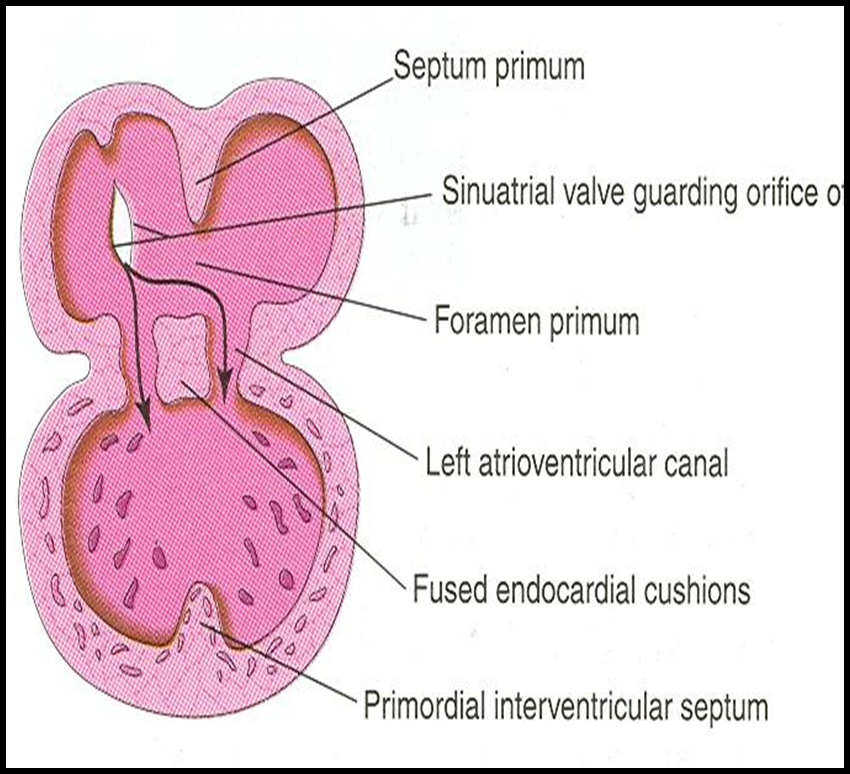 Septum primum
Sinuatrial valve guarding orifice of
Foramen primum
Left atrioventricular canal
Fused endocardial cushions
Primordial interventricular septum